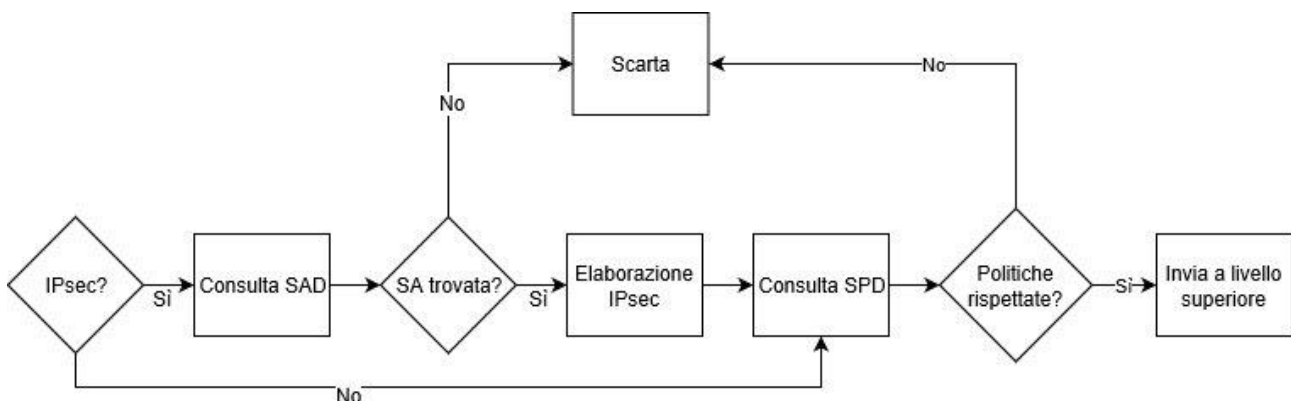 Scarta
No
No
IPsec?
Sì
Consulta SAD
SA trovata?
Sì
Elaborazione
IPsec
Consulta SPD
Politiche
rispettate?
Sì
Invia a livello
superiore
No